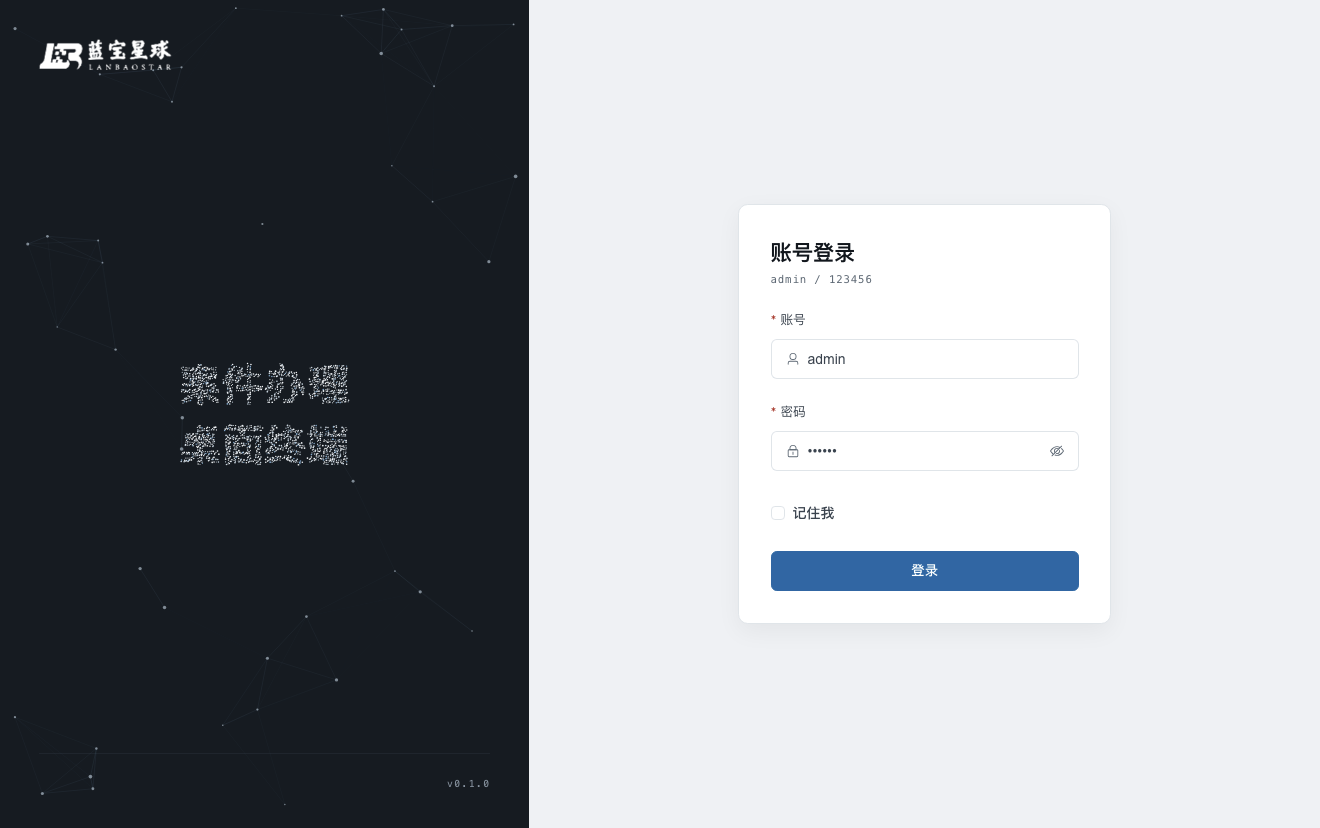 蓝宝星球
LANBAOSTAR
案件办理
桌面终端
v0.1.0
账号登录
admin / 123456
* 账号
admin
* 密码
••••••
记住我
登录